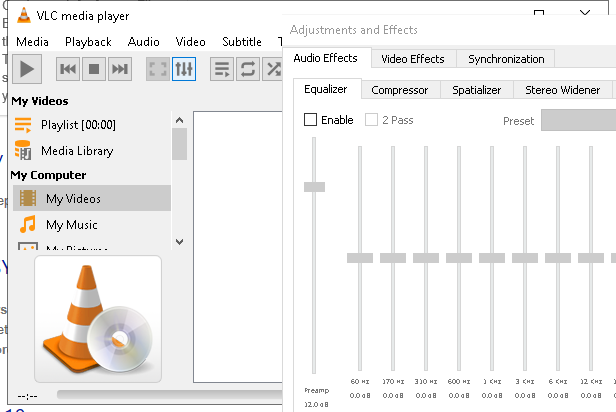 VLC media player
Media Playback Audio Video Subtitle T
My Videos
Playlist [00:00]
Media Library
My Computer
My Videos
My Music
My Pictures
--:--
Adjustments and Effects
Audio Effects Video Effects Synchronization
Equalizer Compressor Spatializer Stereo Widener
Enable 2 Pass Preset
60 Hz 170 Hz 310 Hz 600 Hz 1 KHz 3 KHz 6 KHz 12 KHz
Preamp 0.0 dB 0.0 dB 0.0 dB 0.0 dB 0.0 dB 0.0 dB 0.0 dB 0.0 dB
12.0 dB